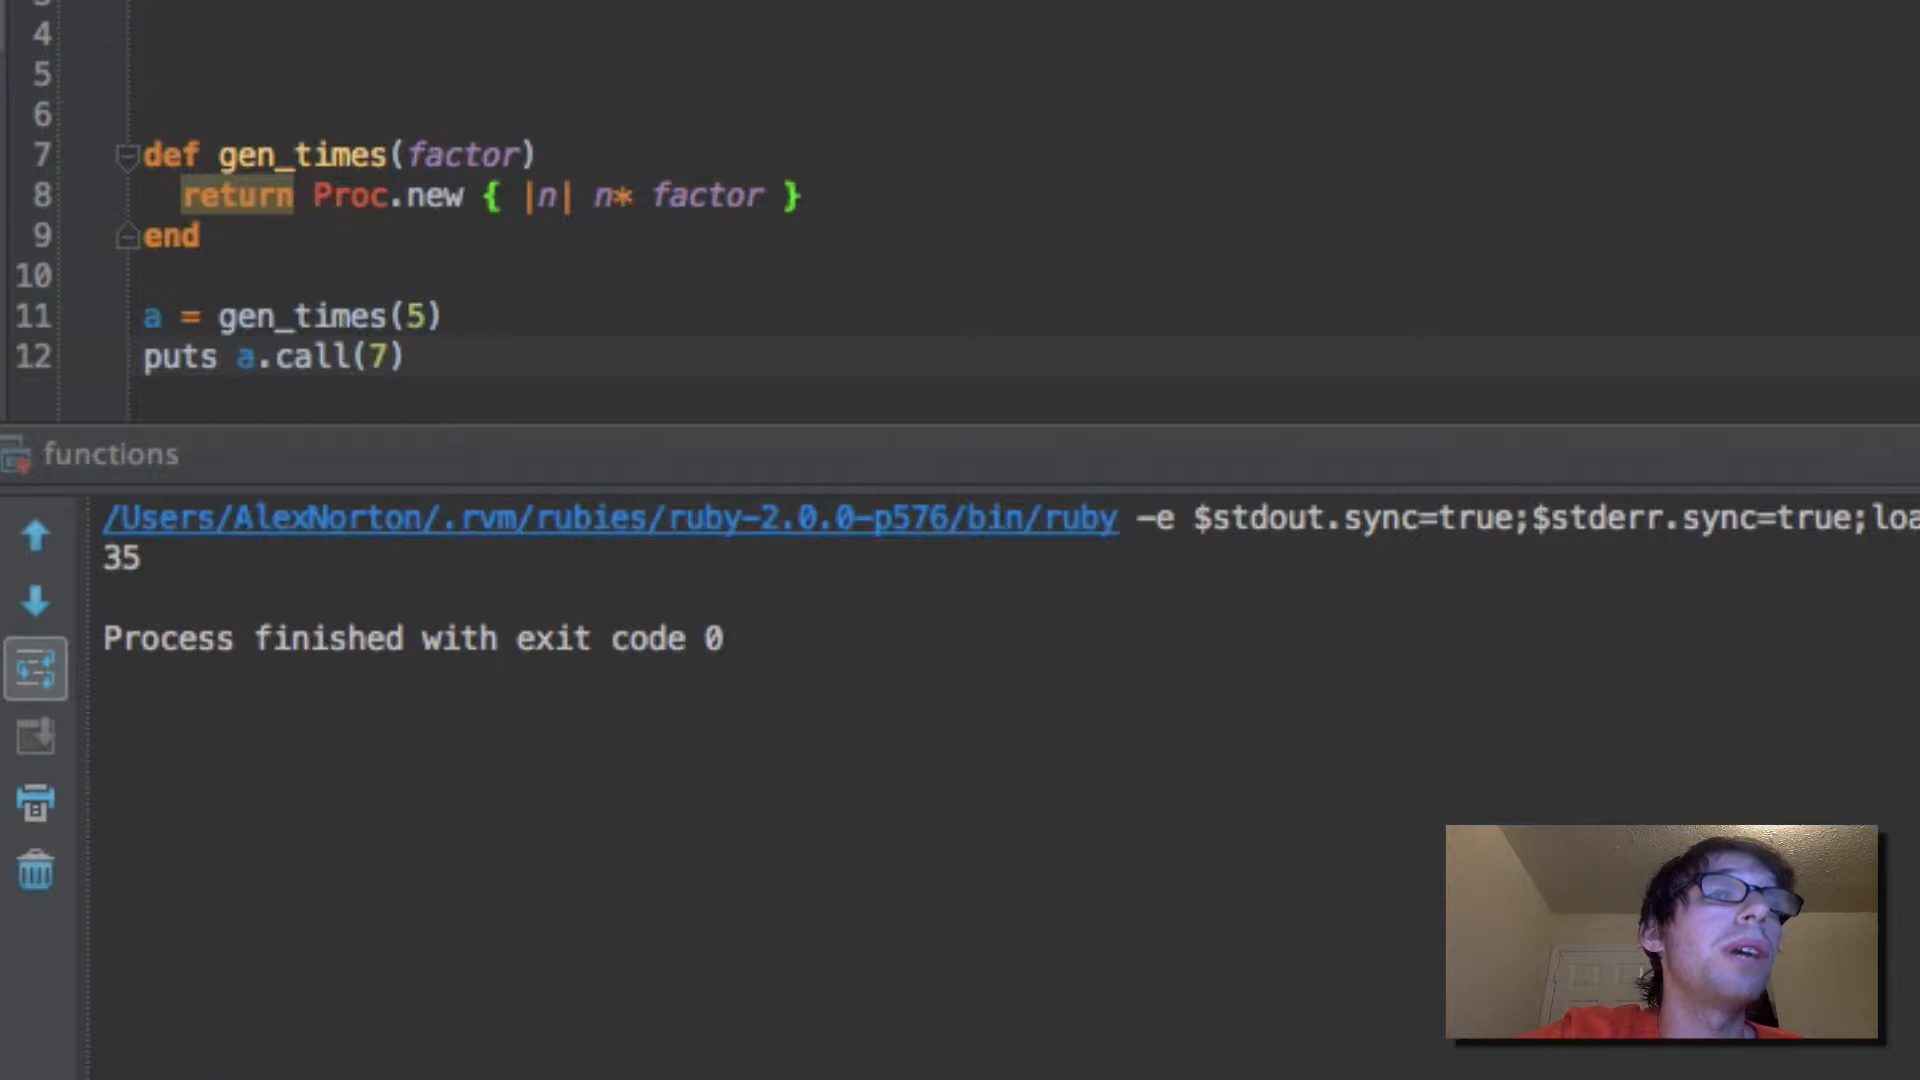 4
5
6
7 def gen_times(factor)
8 return Proc.new { |n| n* factor }
9 end
10
11 a = gen_times(5)
12 puts a.call(7)
functions
/Users/AlexNorton/.rvm/rubies/ruby-2.0.0-p576/bin/ruby -e $stdout.sync=true;$stderr.sync=true;loa
35
Process finished with exit code 0